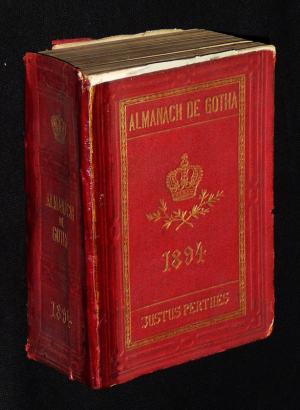 ALMANACH DE GOTHA
1894
JUSTUS PERTHES
ALMANACH
DE
GOTHA
1894